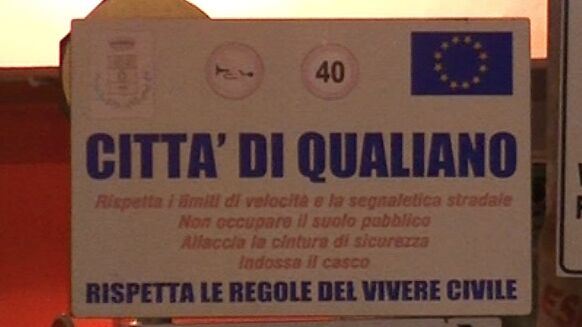 40
CITTA' DI QUALIANO
Rispetta i limiti di velocità e la segnaletica stradale
Non occupare il suolo pubblico
Allaccia la cintura di sicurezza
Indossa il casco
RISPETTA LE REGOLE DEL VIVERE CIVILE